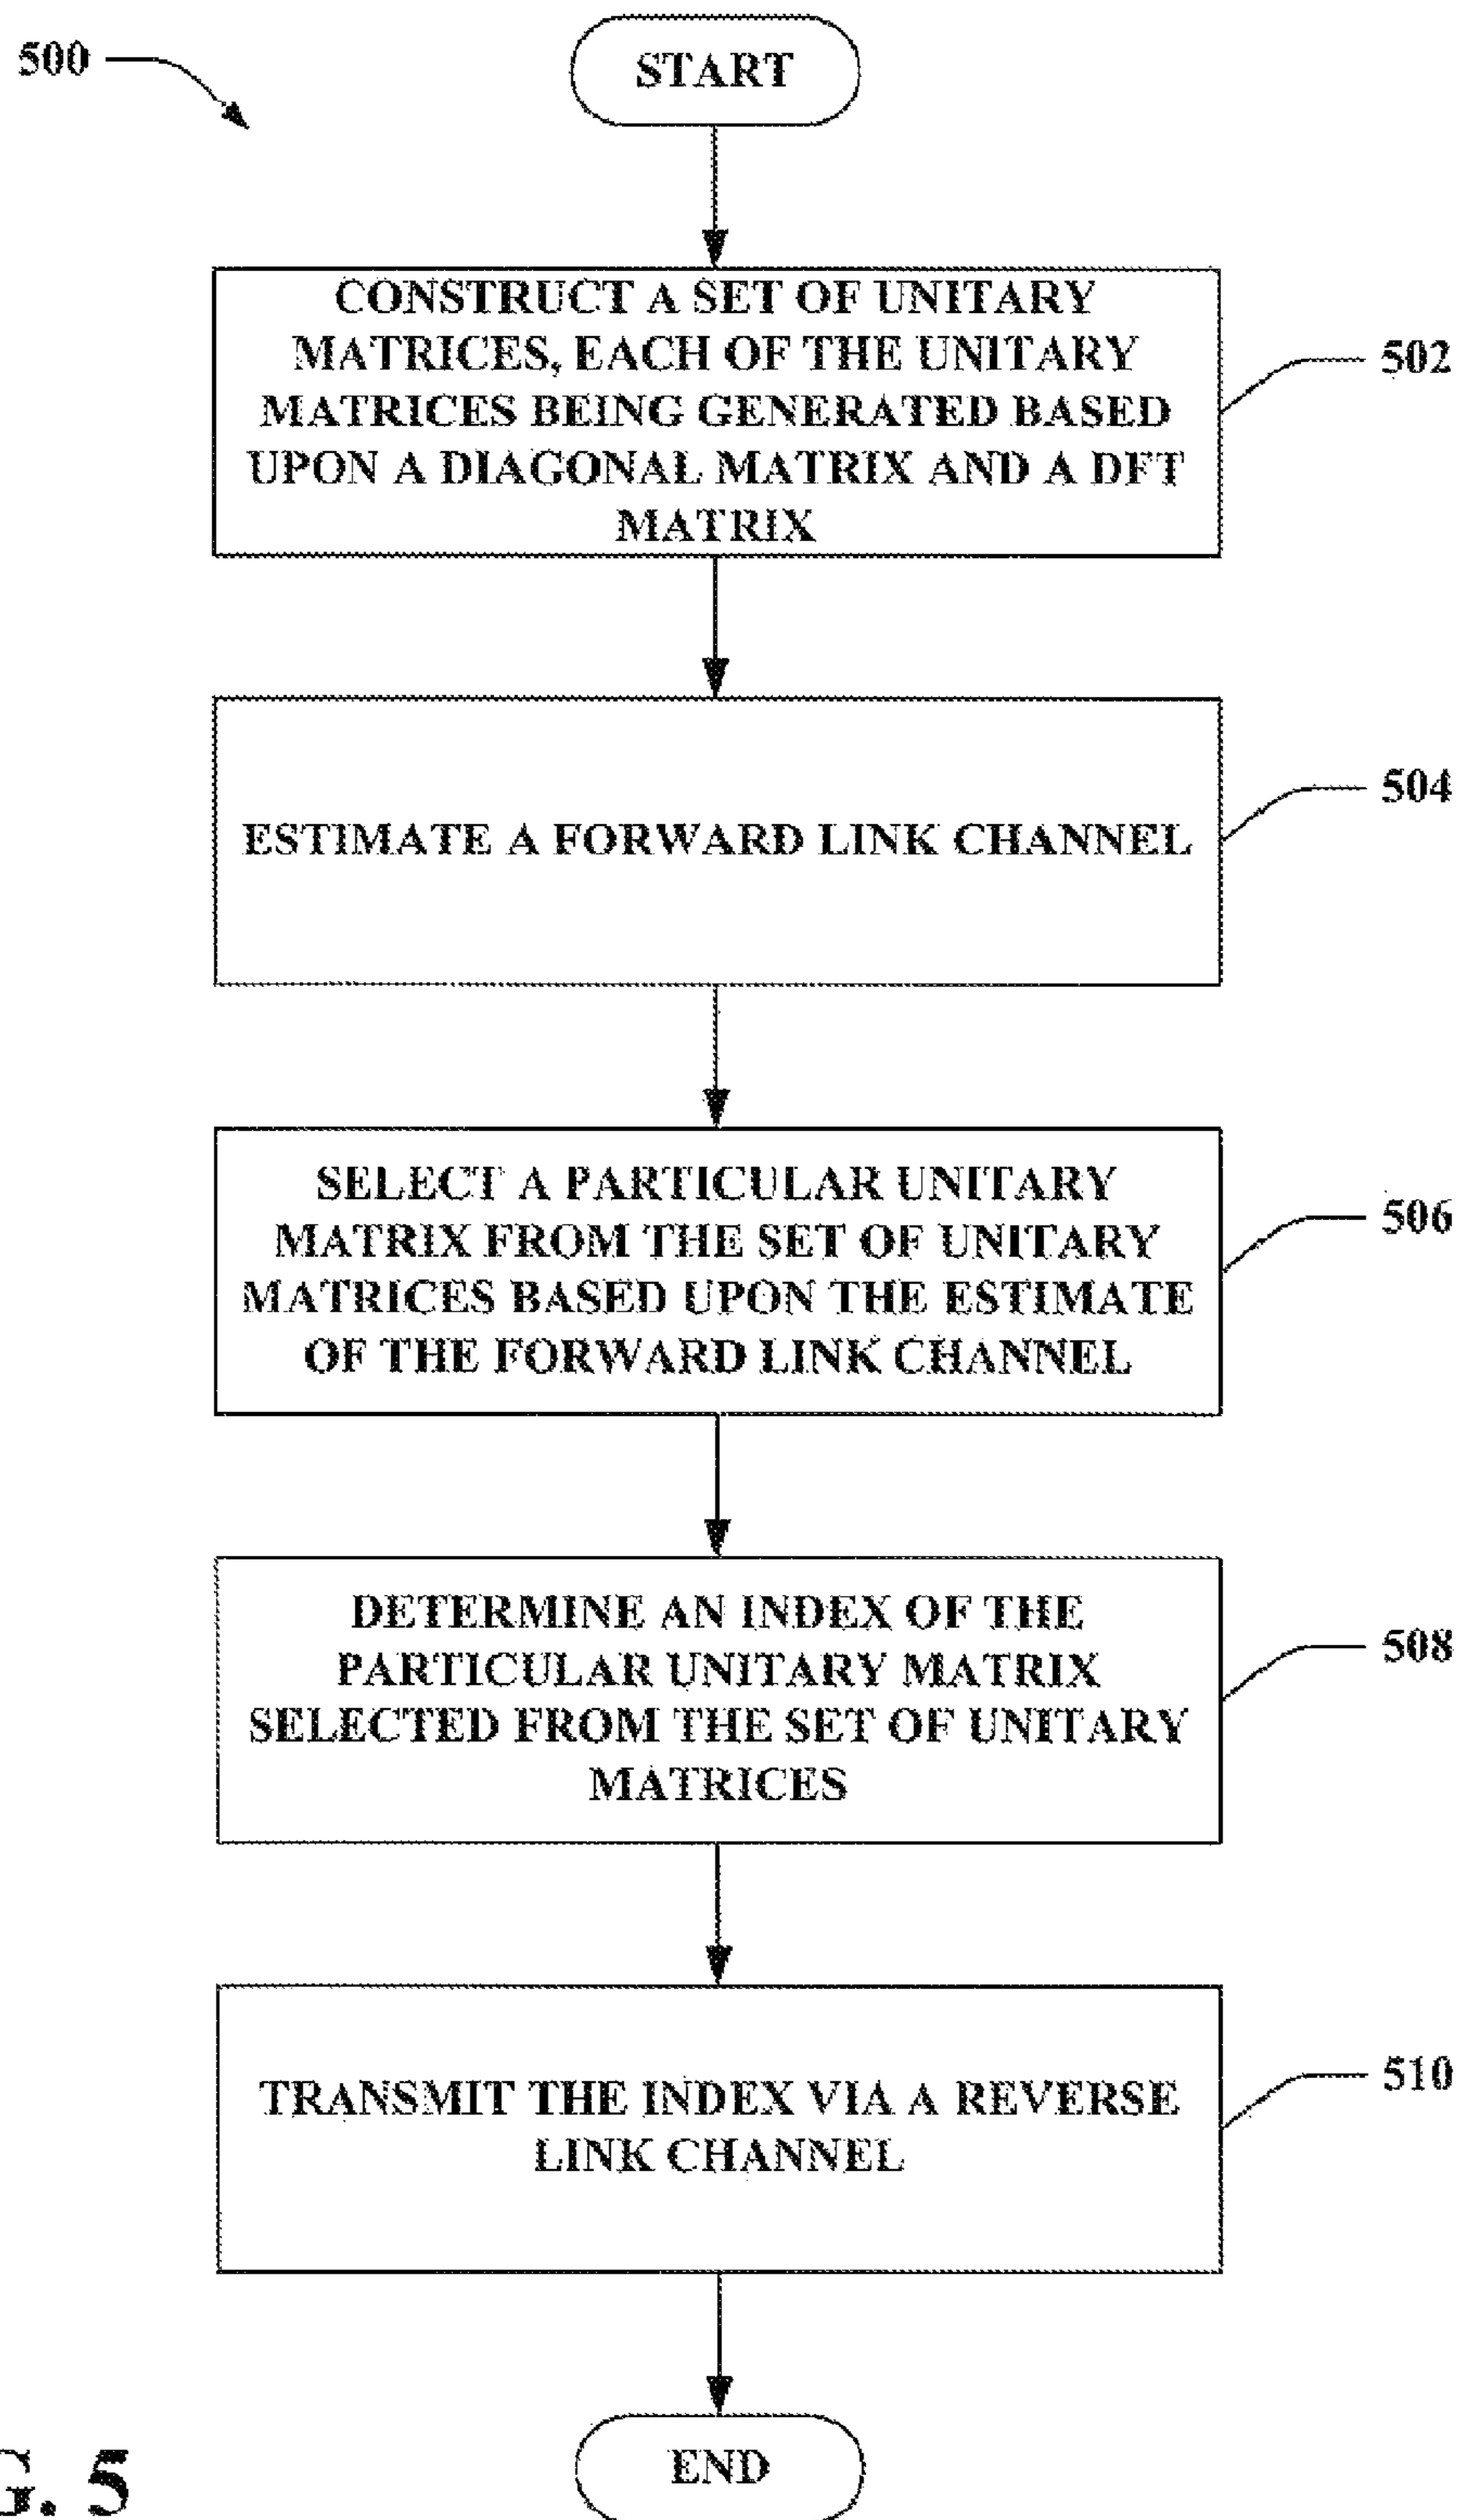 500
START
CONSTRUCT A SET OF UNITARY
MATRICES, EACH OF THE UNITARY
MATRICES BEING GENERATED BASED
UPON A DIAGONAL MATRIX AND A DFT
MATRIX
502
ESTIMATE A FORWARD LINK CHANNEL
504
SELECT A PARTICULAR UNITARY
MATRIX FROM THE SET OF UNITARY
MATRICES BASED UPON THE ESTIMATE
OF THE FORWARD LINK CHANNEL
506
DETERMINE AN INDEX OF THE
PARTICULAR UNITARY MATRIX
SELECTED FROM THE SET OF UNITARY
MATRICES
508
TRANSMIT THE INDEX VIA A REVERSE
LINK CHANNEL
510
END
G. 5